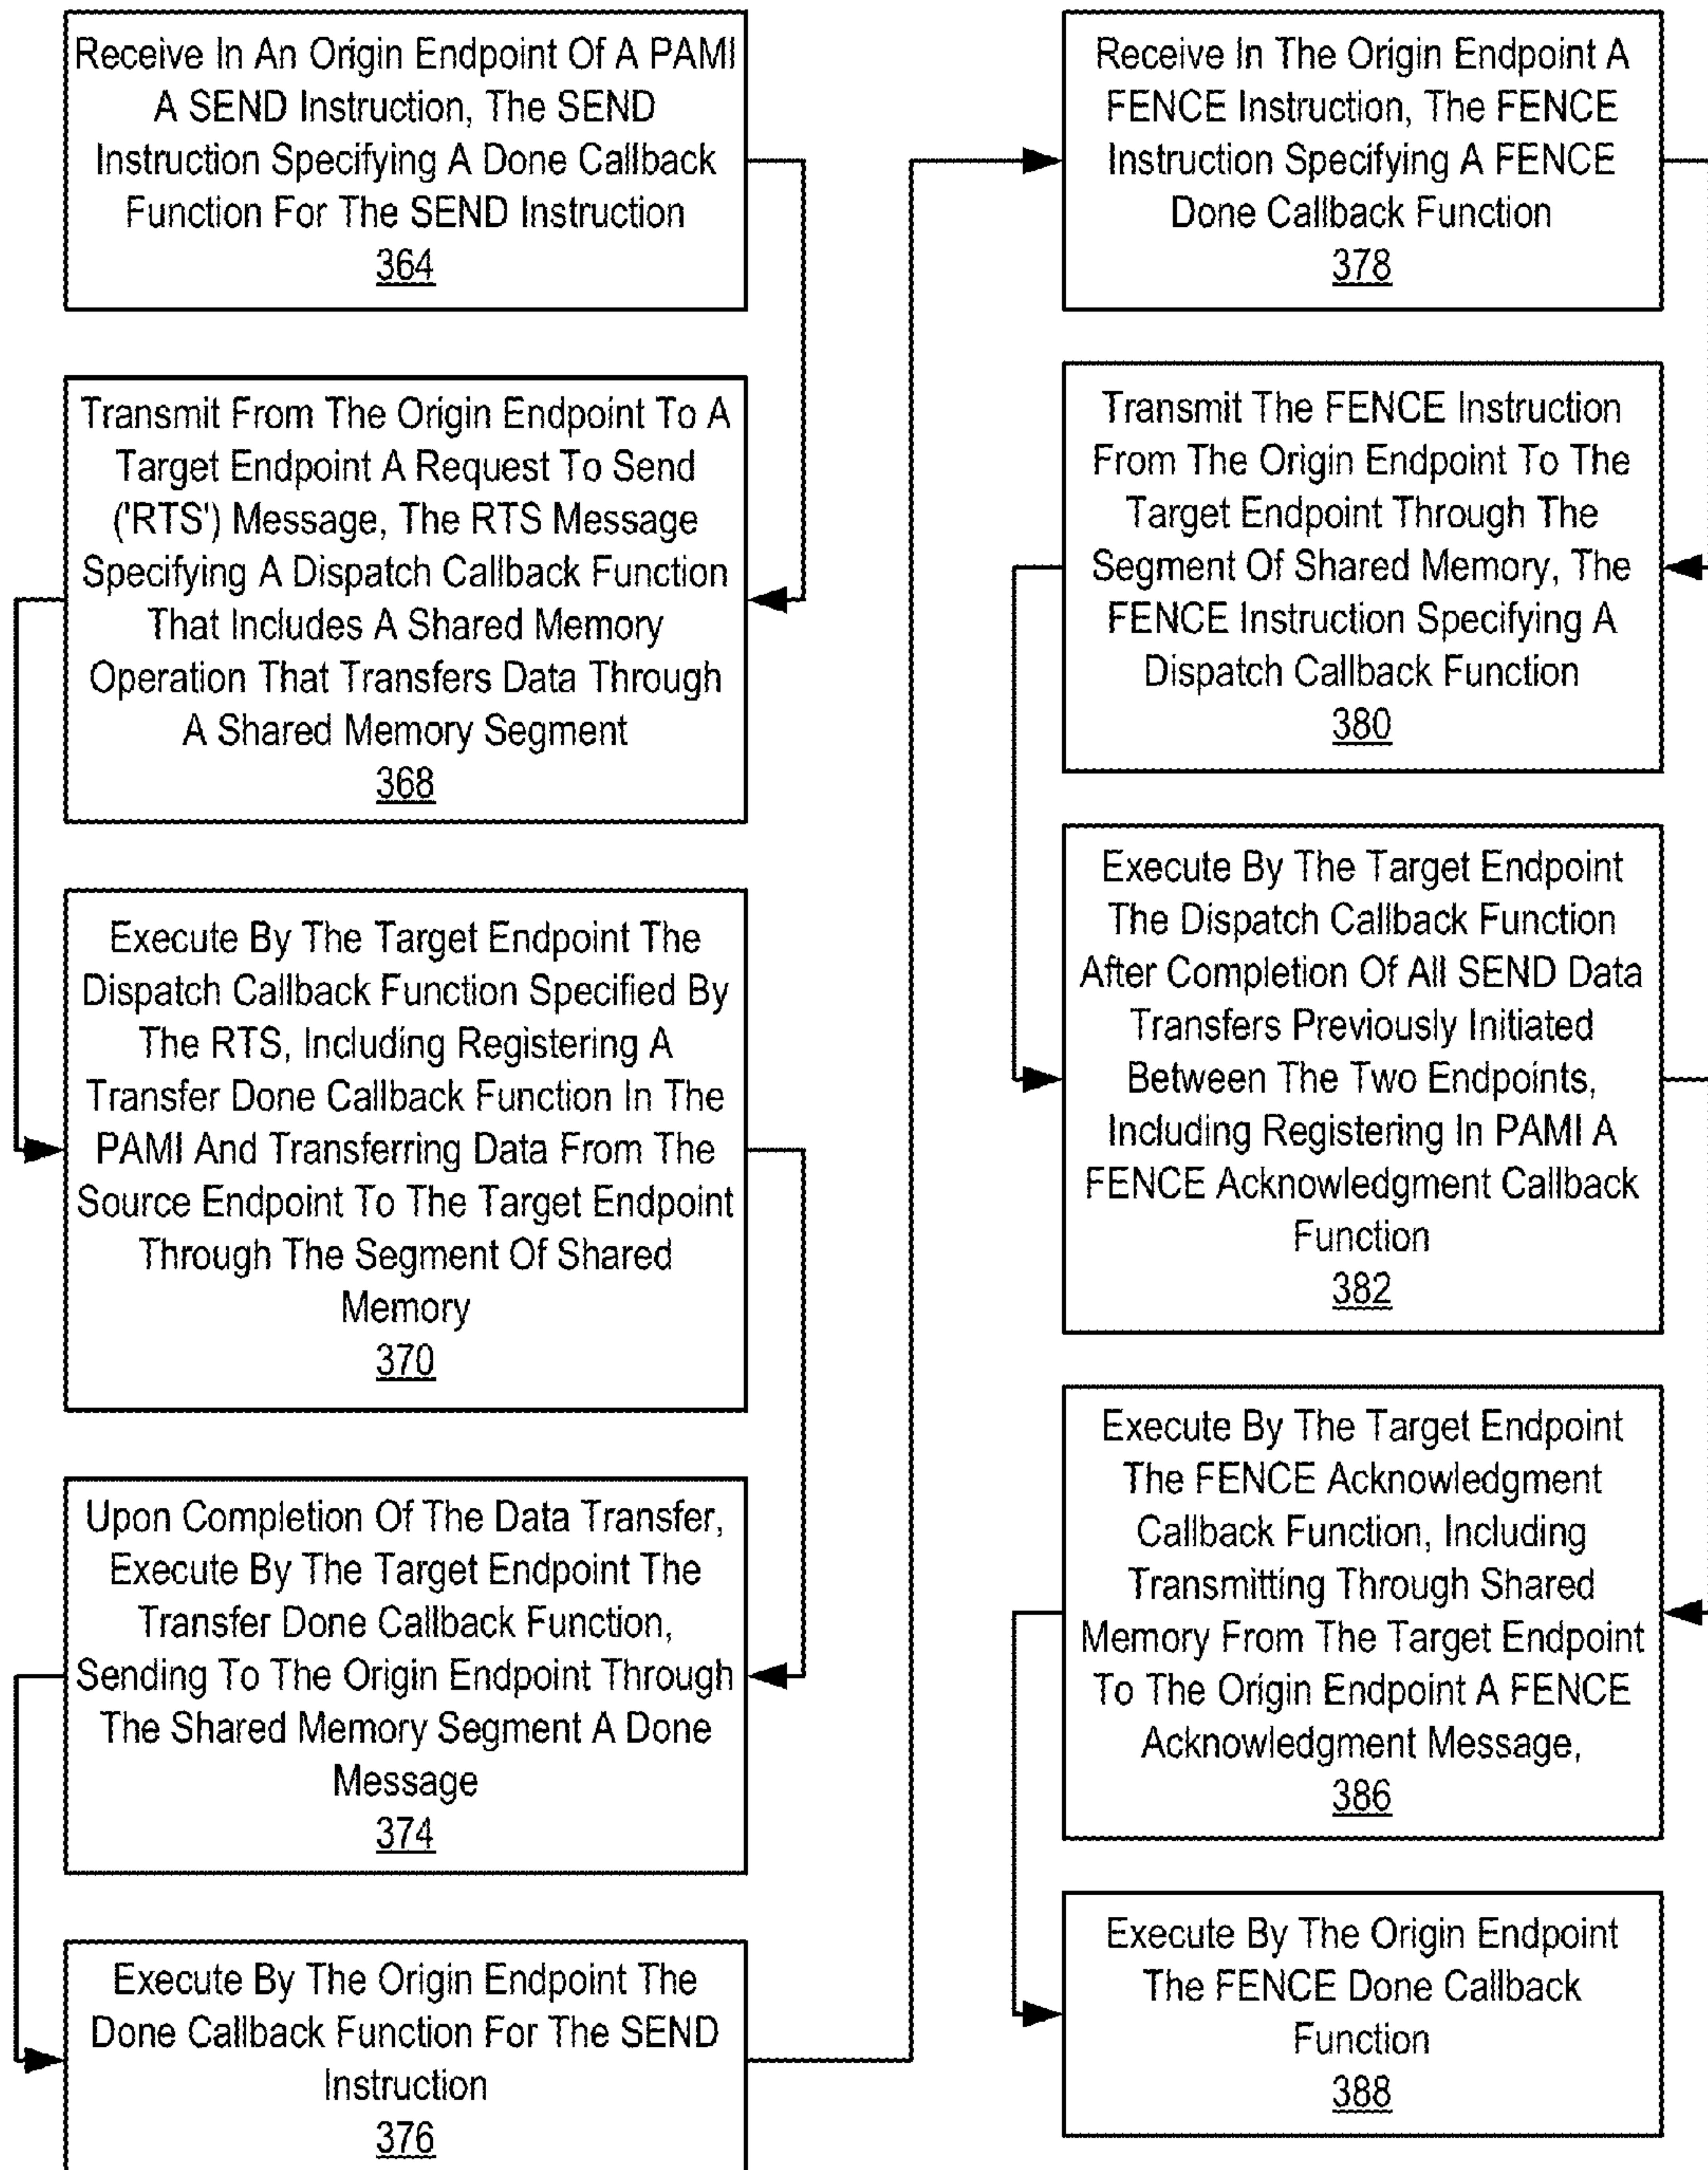 Receive In An Origin Endpoint Of A PAMI
A SEND Instruction, The SEND
Instruction Specifying A Done Callback
Function For The SEND Instruction
364
Transmit From The Origin Endpoint To A
Target Endpoint A Request To Send
('RTS') Message, The RTS Message
Specifying A Dispatch Callback Function
That Includes A Shared Memory
Operation That Transfers Data Through
A Shared Memory Segment
368
Execute By The Target Endpoint The
Dispatch Callback Function Specified By
The RTS, Including Registering A
Transfer Done Callback Function In The
PAMI And Transferring Data From The
Source Endpoint To The Target Endpoint
Through The Segment Of Shared
Memory
370
Upon Completion Of The Data Transfer,
Execute By The Target Endpoint The
Transfer Done Callback Function,
Sending To The Origin Endpoint Through
The Shared Memory Segment A Done
Message
374
Execute By The Origin Endpoint The
Done Callback Function For The SEND
Instruction
376
Receive In The Origin Endpoint A
FENCE Instruction, The FENCE
Instruction Specifying A FENCE
Done Callback Function
378
Transmit The FENCE Instruction
From The Origin Endpoint To The
Target Endpoint Through The
Segment Of Shared Memory, The
FENCE Instruction Specifying A
Dispatch Callback Function
380
Execute By The Target Endpoint
The Dispatch Callback Function
After Completion Of All SEND Data
Transfers Previously Initiated
Between The Two Endpoints,
Including Registering In PAMI A
FENCE Acknowledgment Callback
Function
382
Execute By The Target Endpoint
The FENCE Acknowledgment
Callback Function, Including
Transmitting Through Shared
Memory From The Target Endpoint
To The Origin Endpoint A FENCE
Acknowledgment Message,
386
Execute By The Origin Endpoint
The FENCE Done Callback
Function
388